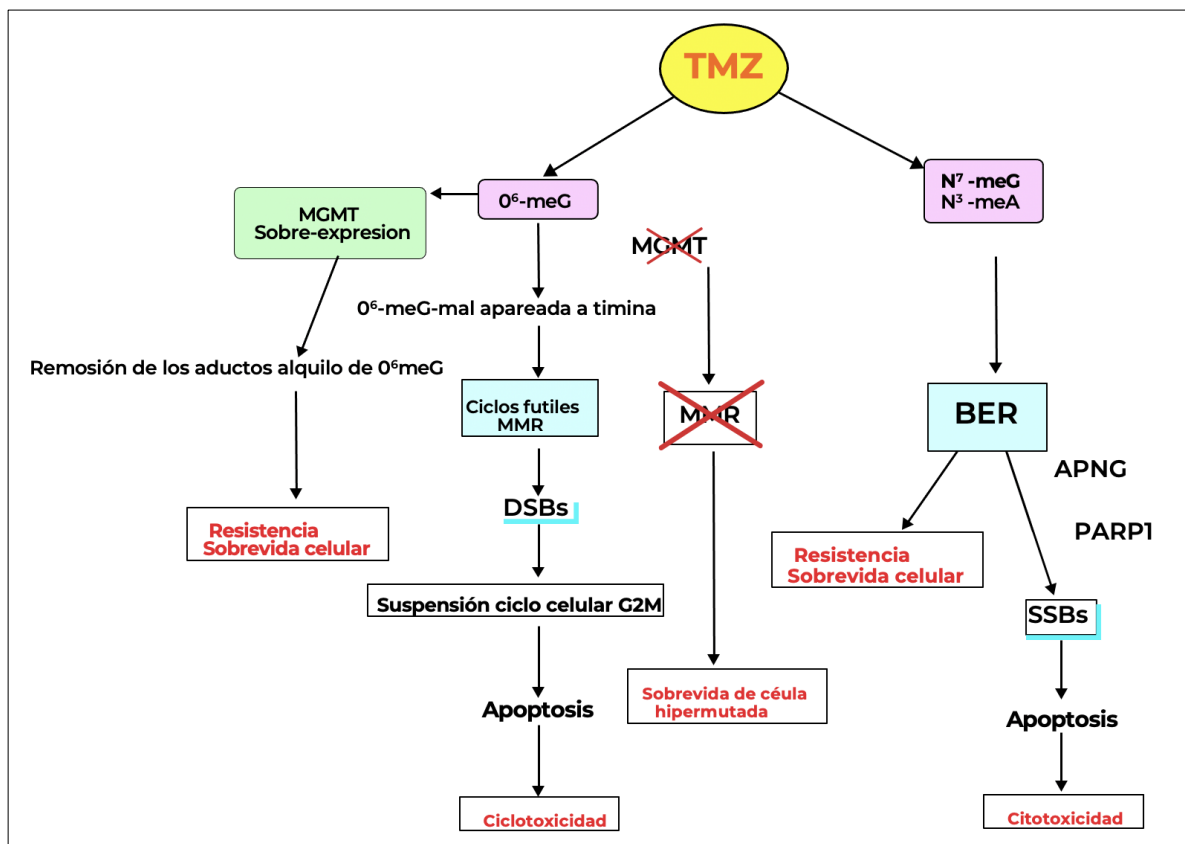 TMZ
N⁷ -meG
N³ -meA
0⁶-meG
MGMT
Sobre-expresion
MGMT
0⁶-meG-mal apareada a timina
Remosión de los aductos alquilo de 0⁶meG
Ciclos futiles
MMR
MMR
BER
APNG
DSBs
Resistencia
Sobrevida celular
PARP1
Resistencia
Sobrevida celular
Suspensión ciclo celular G2M
SSBs
Sobrevida de céula
hipermutada
Apoptosis
Apoptosis
Ciclotoxicidad
Citotoxicidad